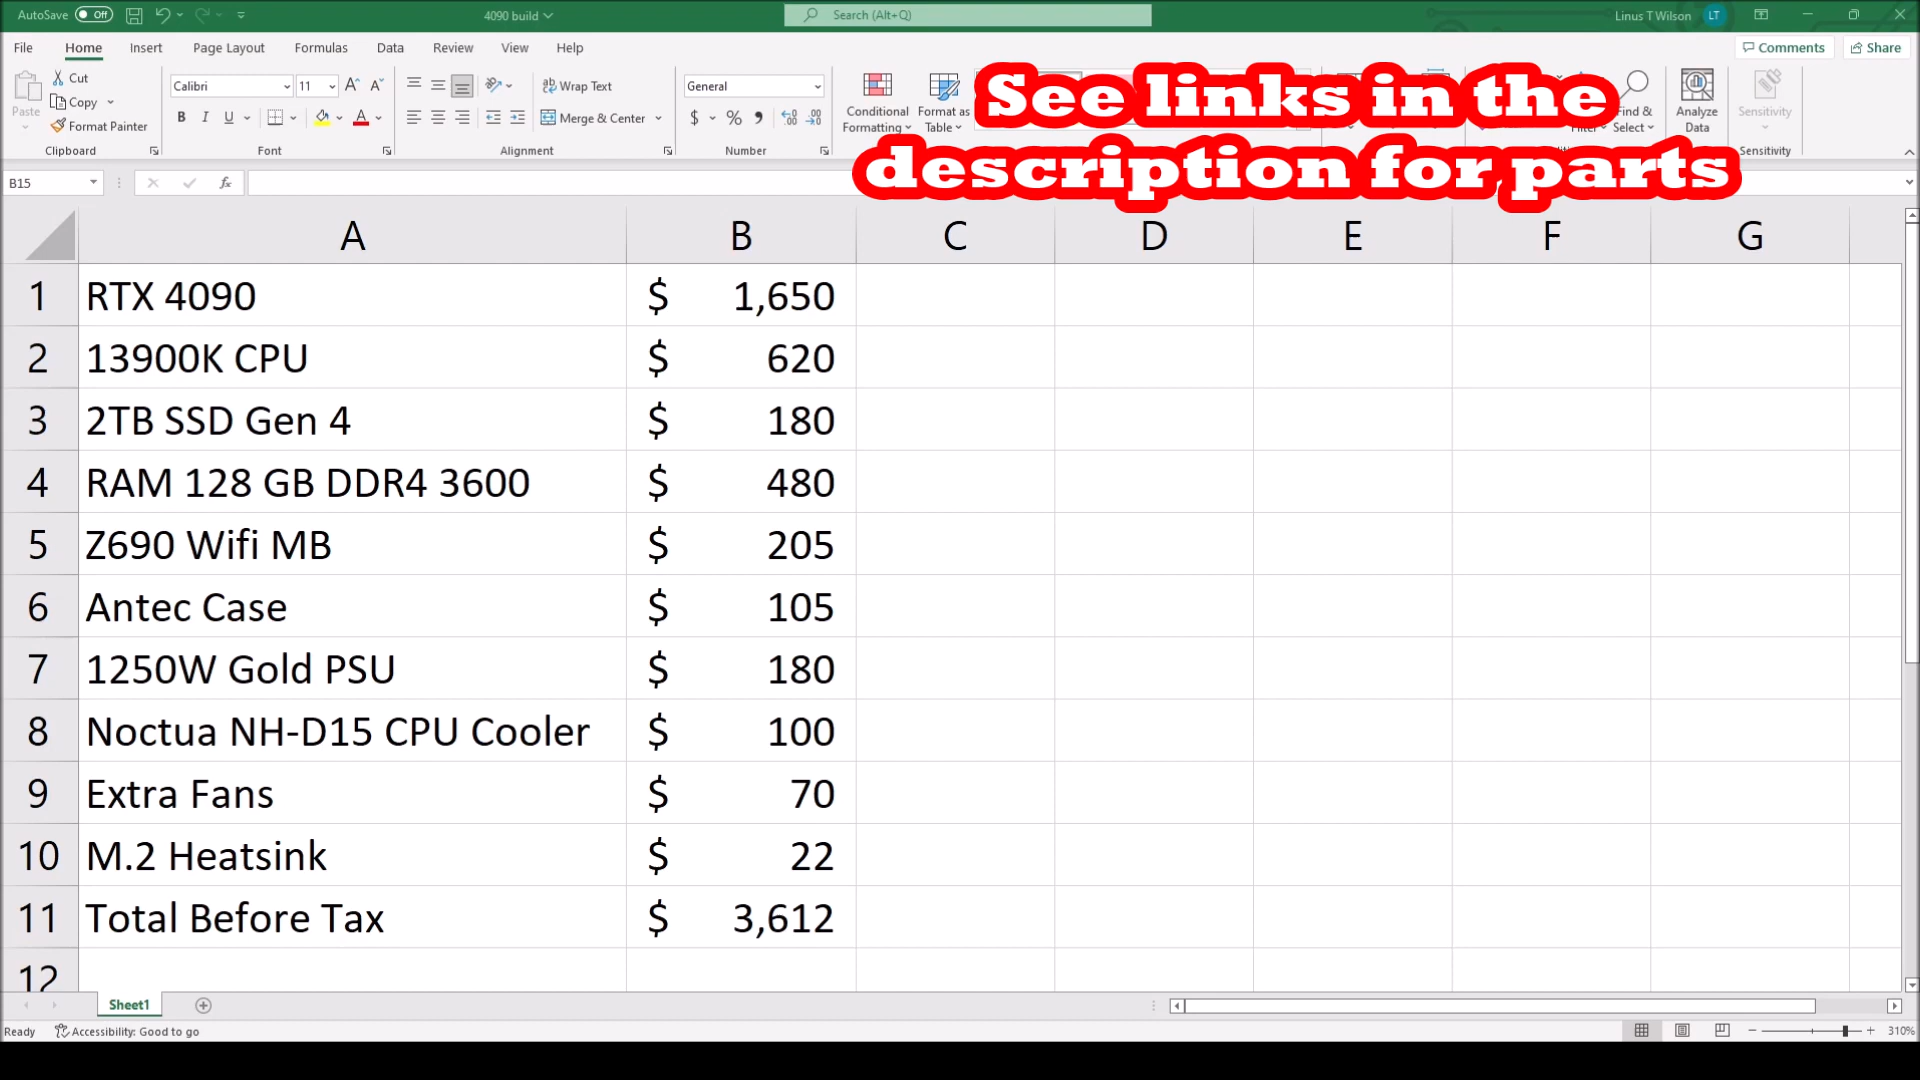 AutoSave Off 4090 build Search (Alt+Q) Linus T Wilson LT
File Home Insert Page Layout Formulas Data Review View Help Comments Share
Paste Cut Copy Format Painter Clipboard
Calibri 11 A A B I U A Font
Wrap Text Merge & Center Alignment
General $ % Number
Conditional Formatting Format as Table
Find & Select Analyze Data Sensitivity Sensitivity
See links in the
description for parts
B15 fx
A B C D E F G
1 RTX 4090 $ 1,650
2 13900K CPU $ 620
3 2TB SSD Gen 4 $ 180
4 RAM 128 GB DDR4 3600 $ 480
5 Z690 Wifi MB $ 205
6 Antec Case $ 105
7 1250W Gold PSU $ 180
8 Noctua NH-D15 CPU Cooler $ 100
9 Extra Fans $ 70
10 M.2 Heatsink $ 22
11 Total Before Tax $ 3,612
12
Sheet1
Ready Accessibility: Good to go 310%